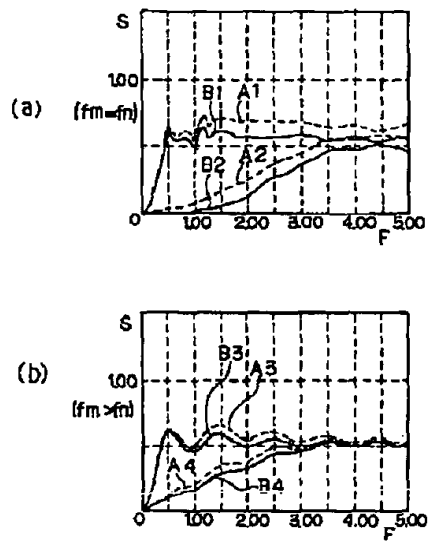 (a)
S
1.00
(fm=fn)
B1
A1
B2
A2
0
1.00
2.00
3.00
4.00
5.00
F
(b)
S
1.00
(fm>fn)
B3
A3
A4
B4
0
1.00
2.00
3.00
4.00
5.00
F